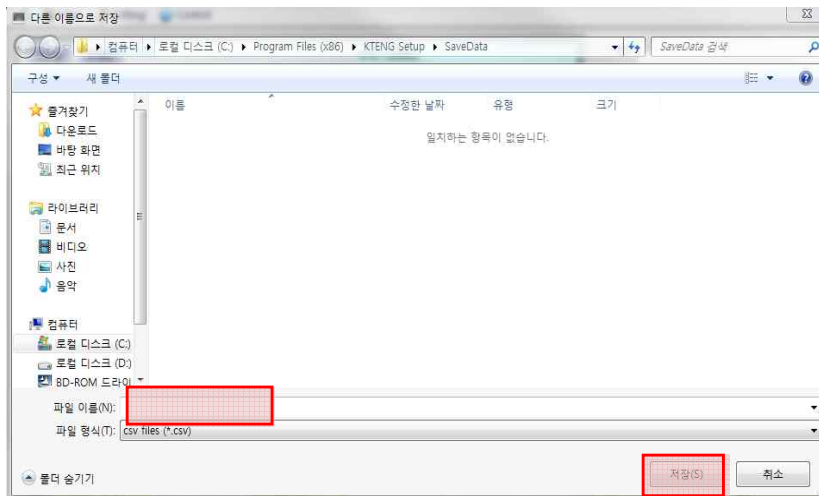 다른 이름으로 저장
컴퓨터 ▸ 로컬 디스크 (C:) ▸ Program Files (x86) ▸ KTENG Setup ▸ SaveData SaveData 검색
구성 새 폴더
이름 수정한 날짜 유형 크기
일치하는 항목이 없습니다.
즐겨찾기
다운로드
바탕 화면
최근 위치
라이브러리
문서
비디오
사진
음악
컴퓨터
로컬 디스크 (C:)
로컬 디스크 (D:)
BD-ROM 드라이
파일 이름(N):
파일 형식(T): csv files (*.csv)
폴더 숨기기 저장(S) 취소